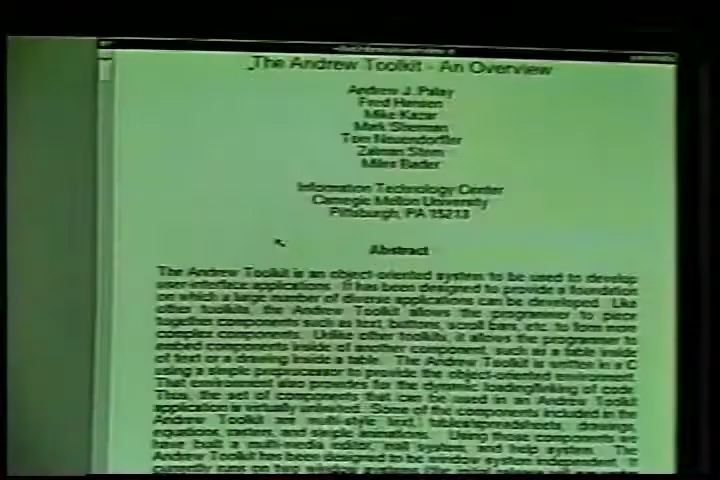 The Andrew Toolkit - An Overview
Andrew J. Palay
Fred Hansen
Mike Kazar
Mark Sherman
Tom Neuendorffer
Zalman Stern
Miles Bader
Information Technology Center
Carnegie Mellon University
Pittsburgh, PA 15213
Abstract
The Andrew Toolkit is an object-oriented system to be used to develop
user-interface applications. It has been designed to provide a foundation
on which a large number of diverse applications can be developed. Like
other toolkits, the Andrew Toolkit allows the programmer to piece
together components such as text, buttons, scroll bars, etc. to form more
complex components. Unlike other toolkits, it allows the programmer to
embed components inside of another component, such as a table inside
of text or a drawing inside a table. The Andrew Toolkit is written in a C
using a simple preprocessor to provide the object-oriented environment.
That environment also provides for the dynamic loading/linking of code.
Thus, the set of components that can be used in an Andrew Toolkit
application is virtually unlimited. Some of the components included in the
Andrew Toolkit are multi-style text, tables/spreadsheets, drawings,
equations, rasters, and simple animations. Using those components we
have built a multi-media editor, mail system, and help system. The
Andrew Toolkit has been designed to be window system independent. It
currently runs on two window systems